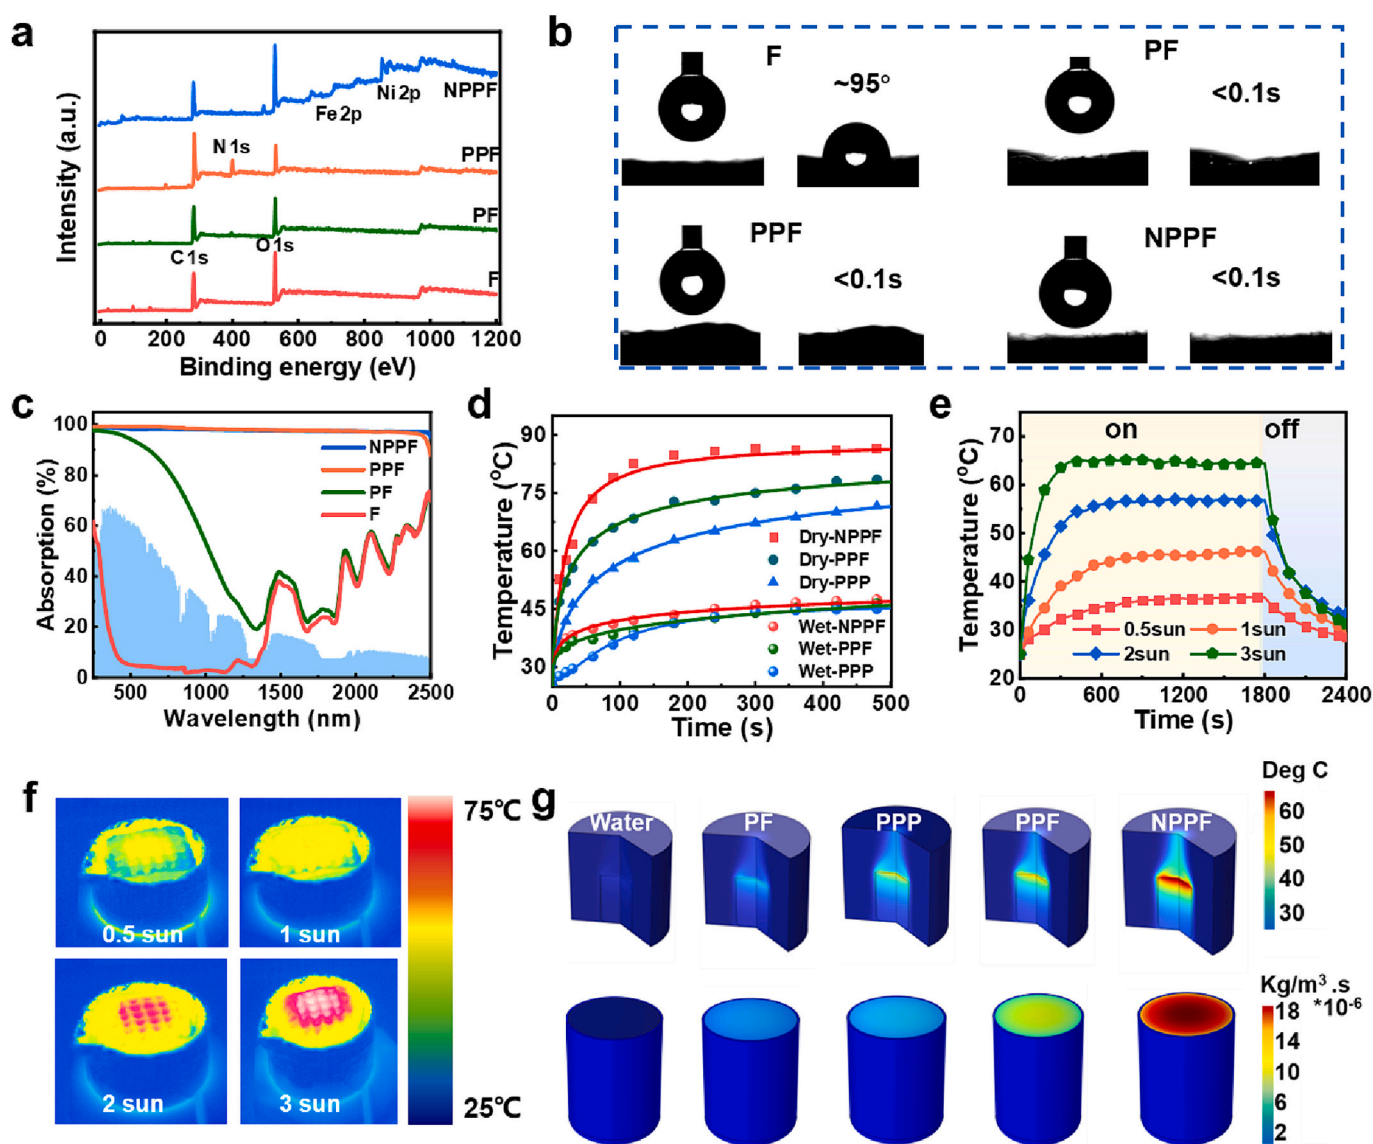 a
Intensity (a.u.)
NPPF
Ni 2p
Fe 2p
N 1s
PPF
PF
C 1s
O 1s
F
0 200 400 600 800 1000 1200
Binding energy (eV)
b
F
~95°
PF
<0.1s
PPF
<0.1s
NPPF
<0.1s
c
Absorption (%)
100
80
60
40
20
0
NPPF
PPF
PF
F
500 1000 1500 2000 2500
Wavelength (nm)
d
Temperature (°C)
90
75
60
45
30
Dry-NPPF
Dry-PPF
Dry-PPP
Wet-NPPF
Wet-PPF
Wet-PPP
0 100 200 300 400 500
Time (s)
e
Temperature (°C)
70
60
50
40
30
20
on off
0.5sun 1sun
2sun 3sun
0 600 1200 1800 2400
Time (s)
f
0.5 sun
1 sun
2 sun
3 sun
75℃
25℃
g
Water
PF
PPP
PPF
NPPF
Deg C
60
50
40
30
Kg/m³ .s
*10⁻⁶
18
14
10
6
2